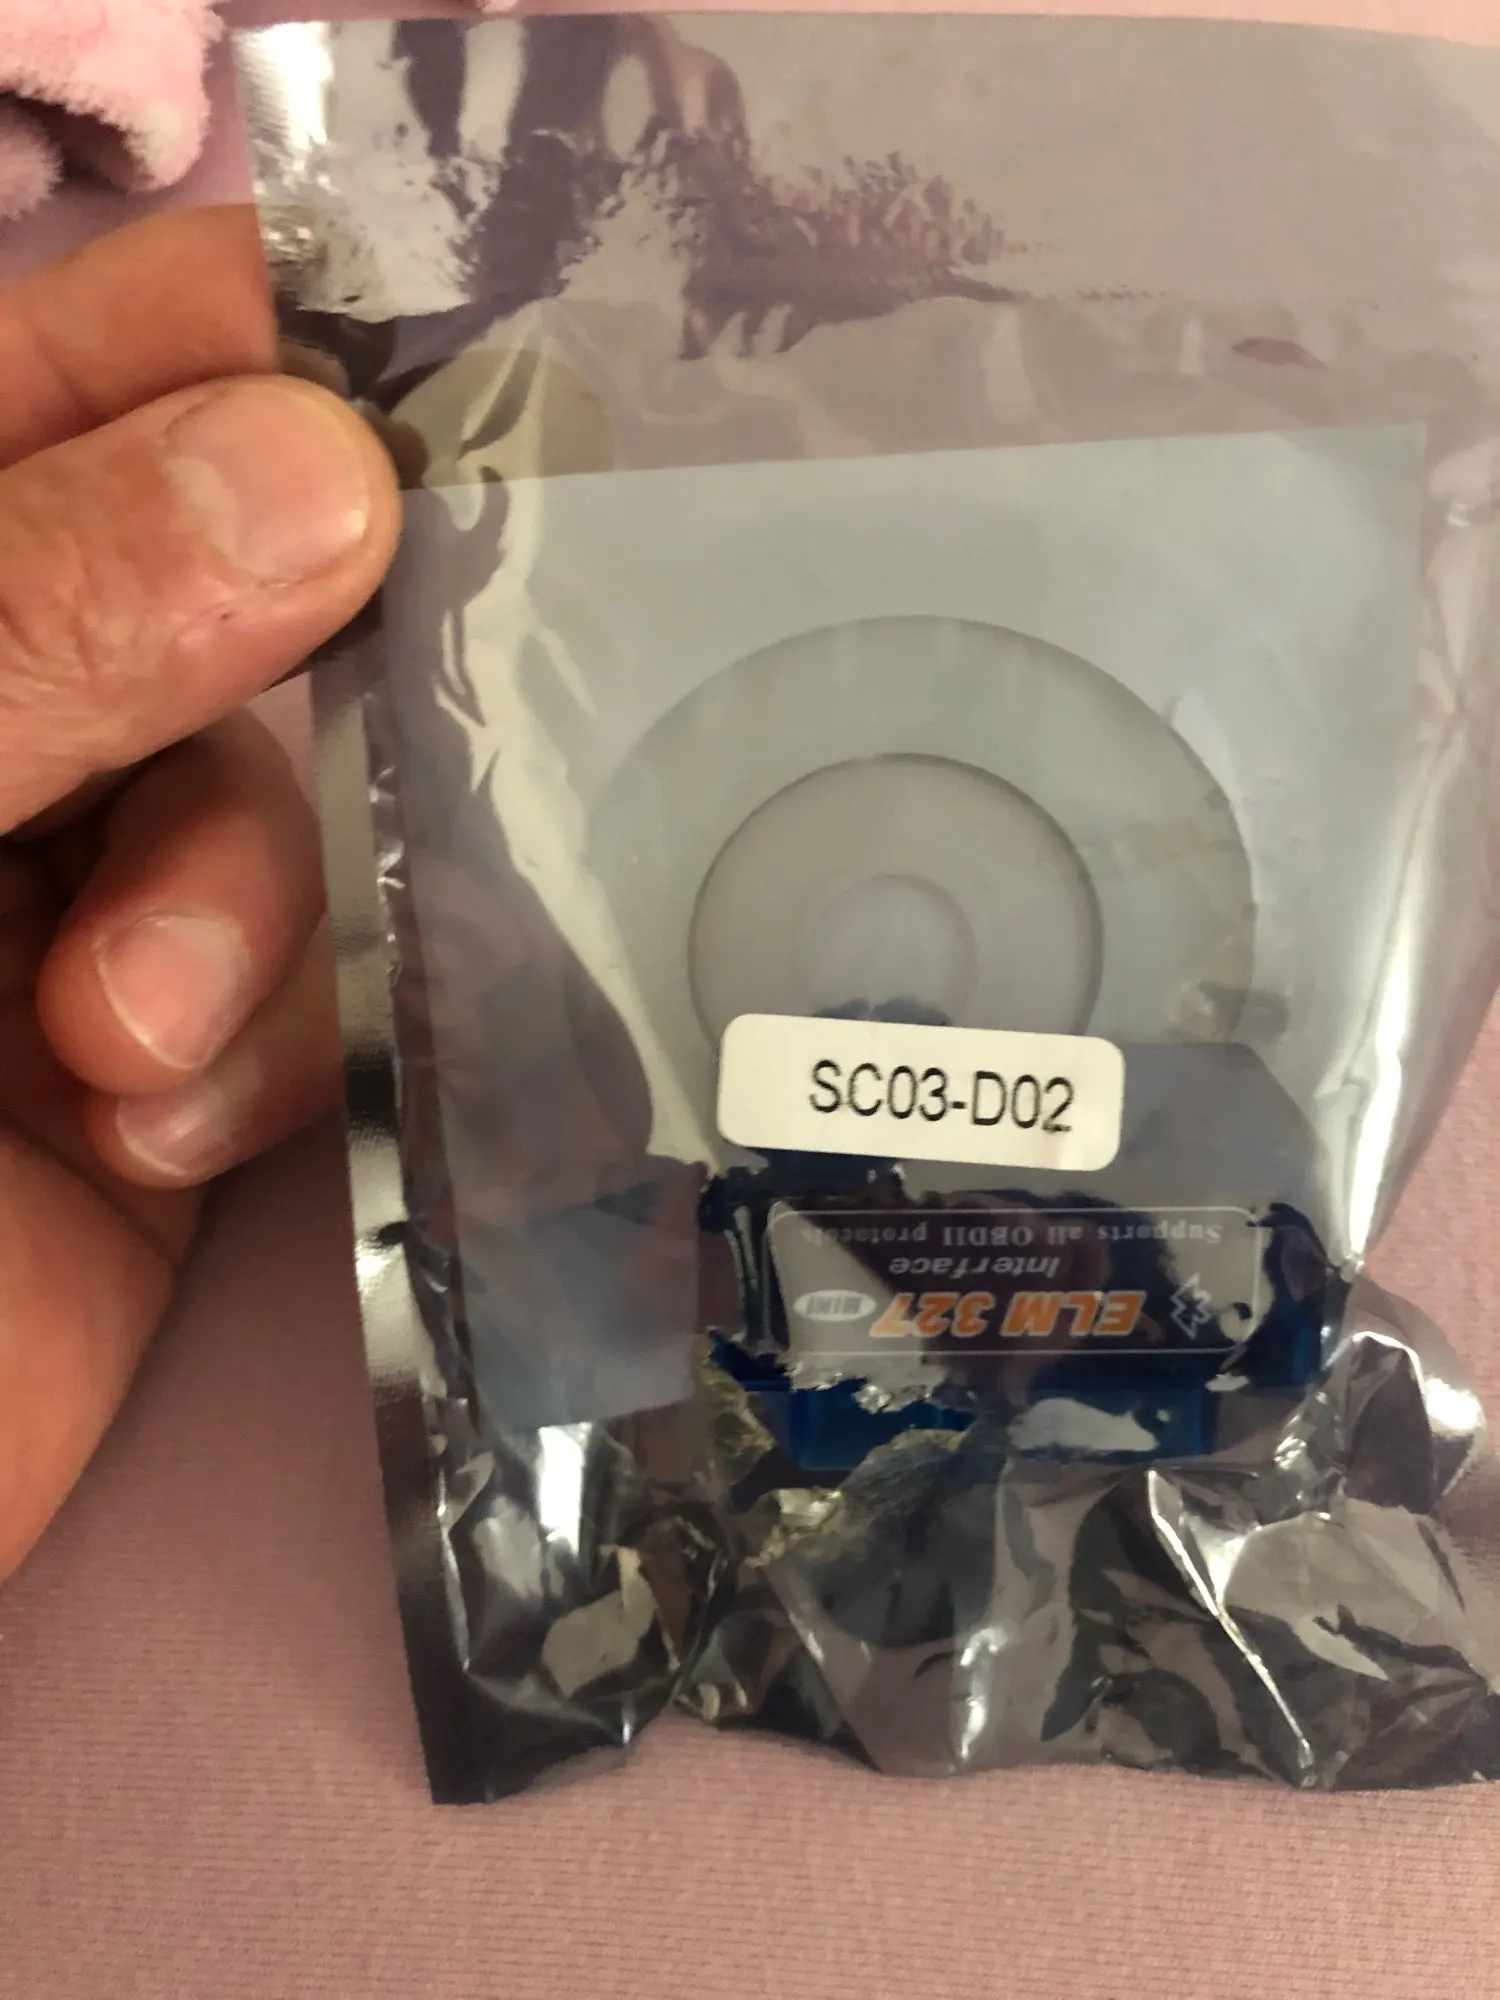 SC03-D02
ELM 327 MINI
Interface
Supports all OBDII protocols